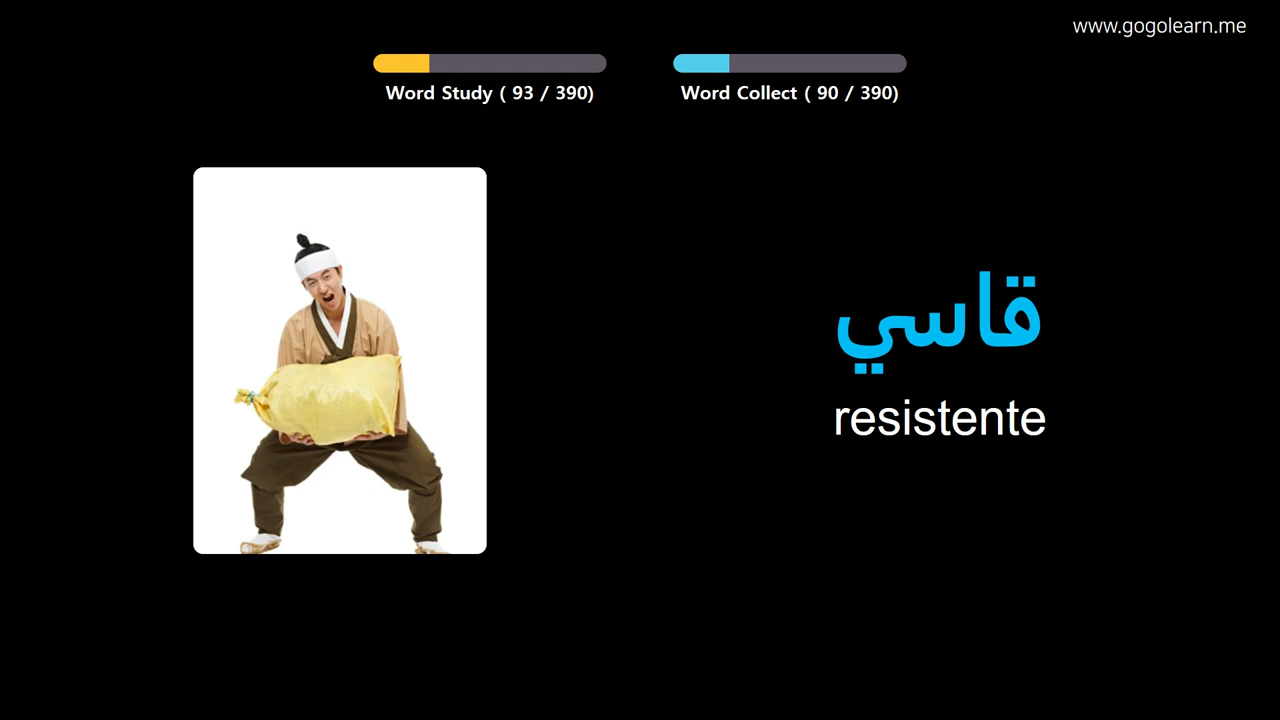 www.gogolearn.me
Word Study ( 93 / 390)
Word Collect ( 90 / 390)
قاسي
resistente